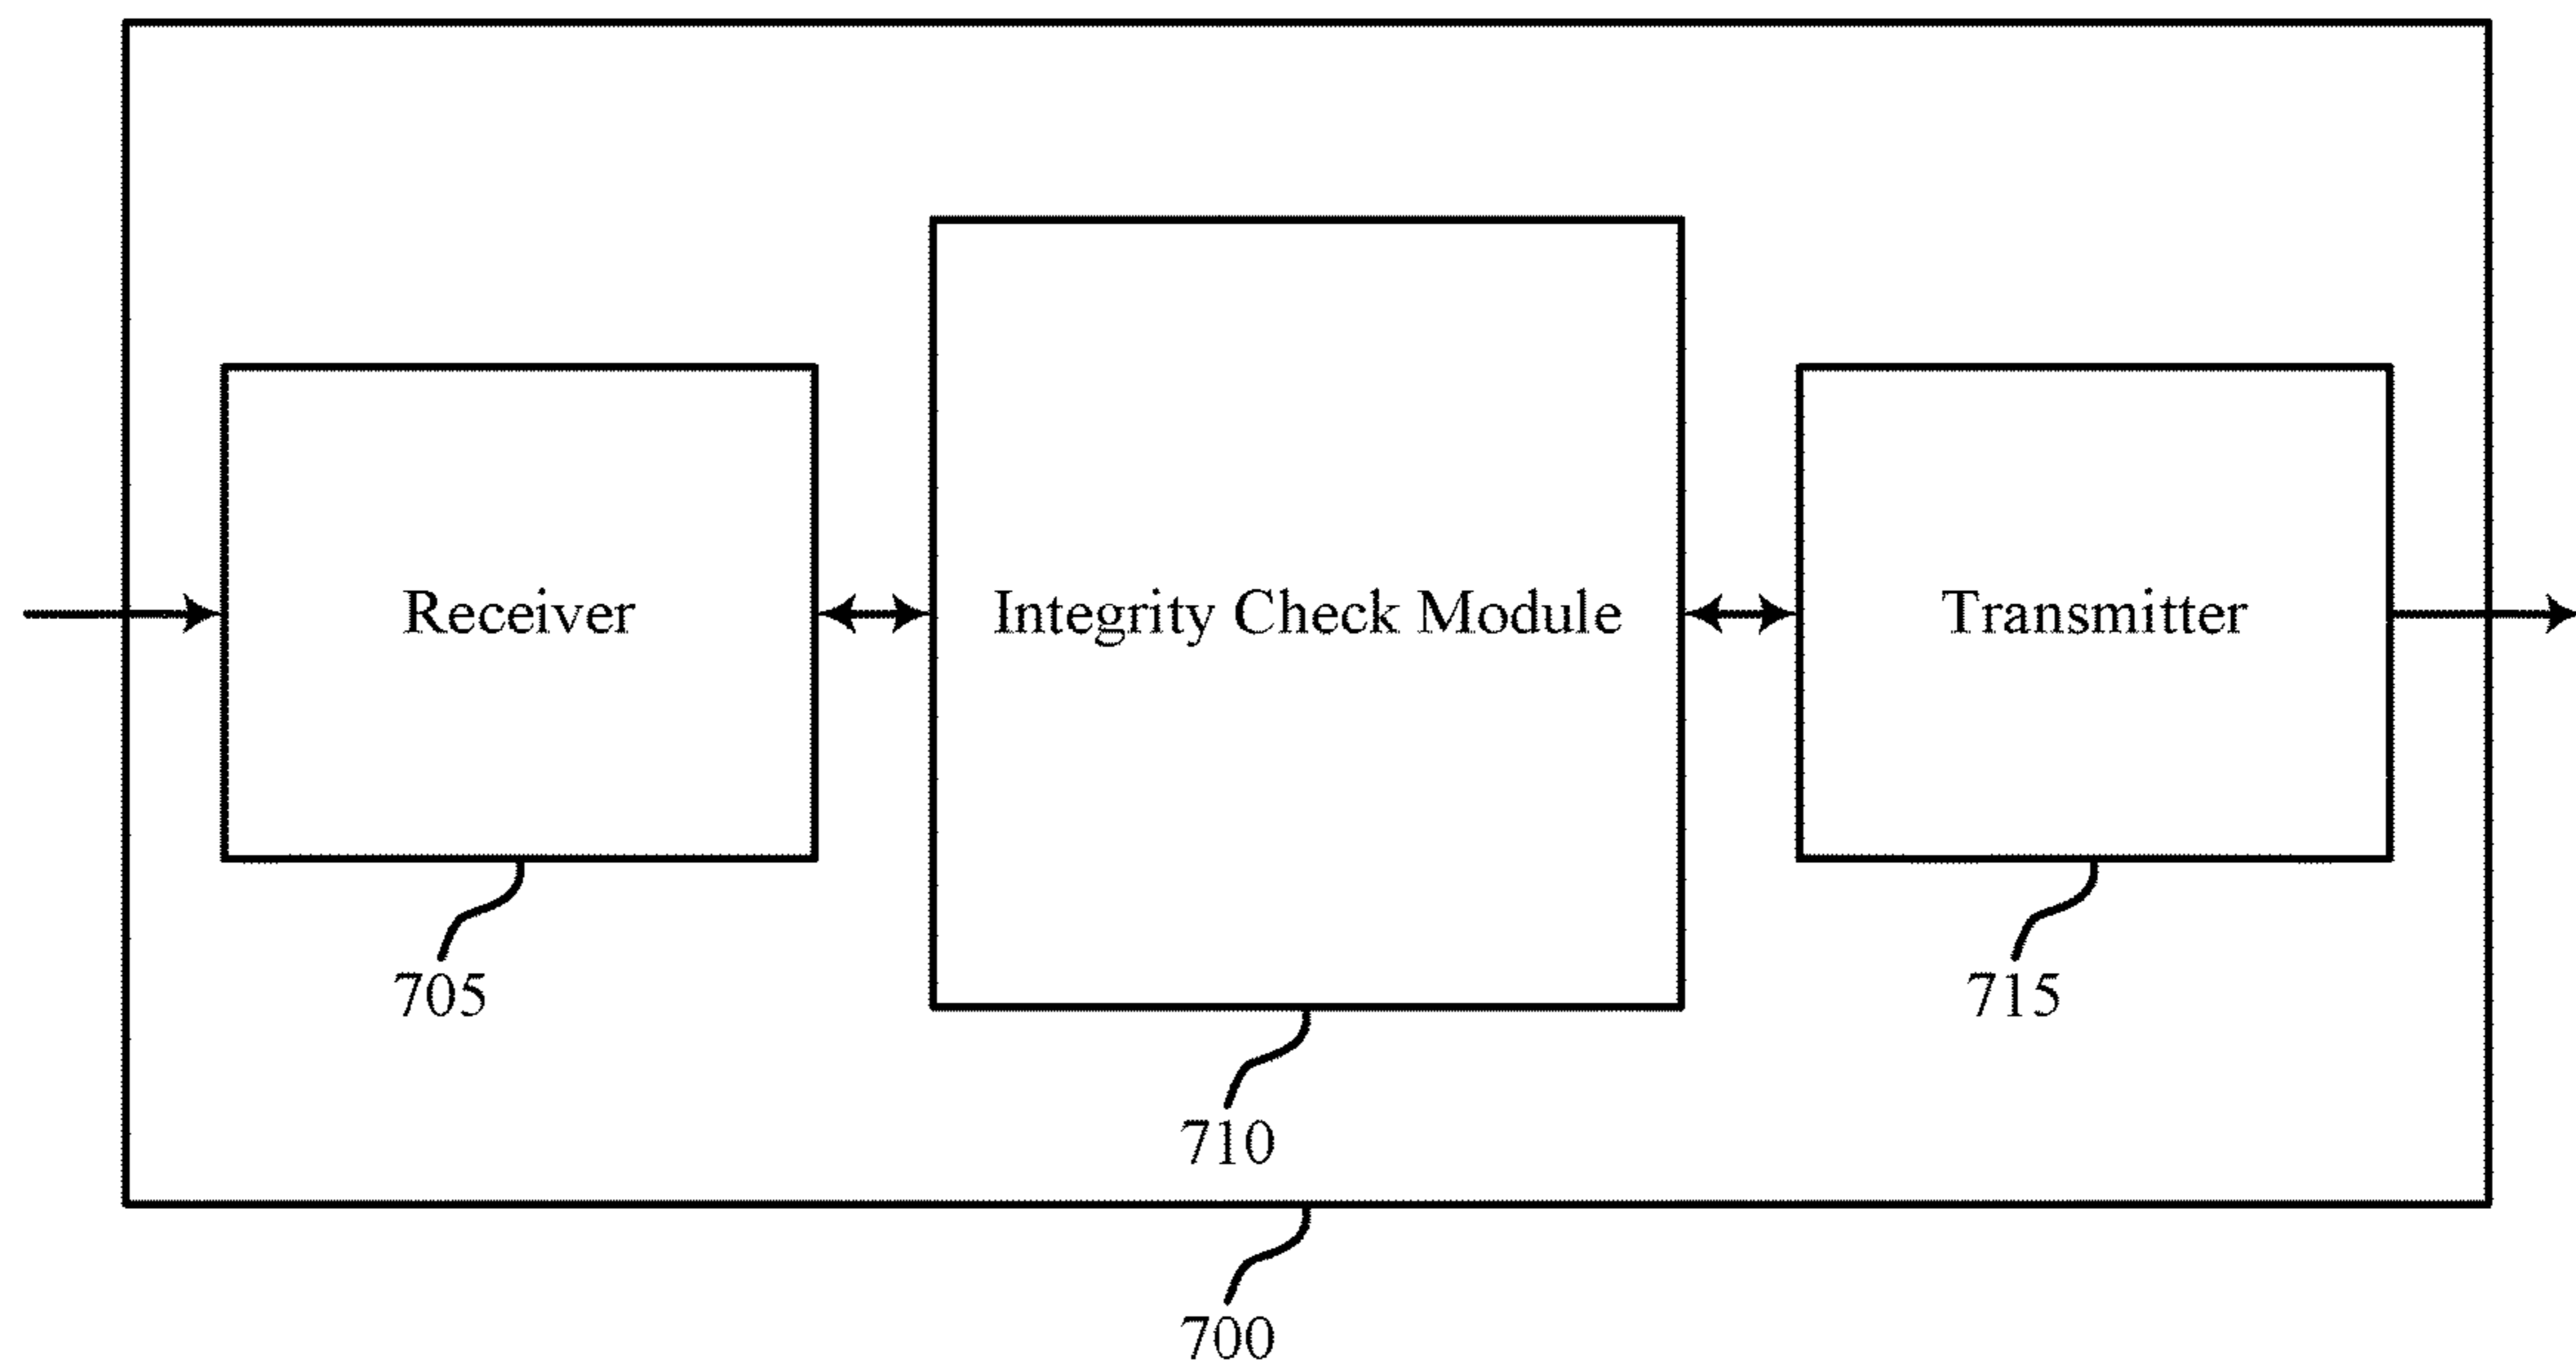 Receiver
Integrity Check Module
Transmitter
705
715
710
700